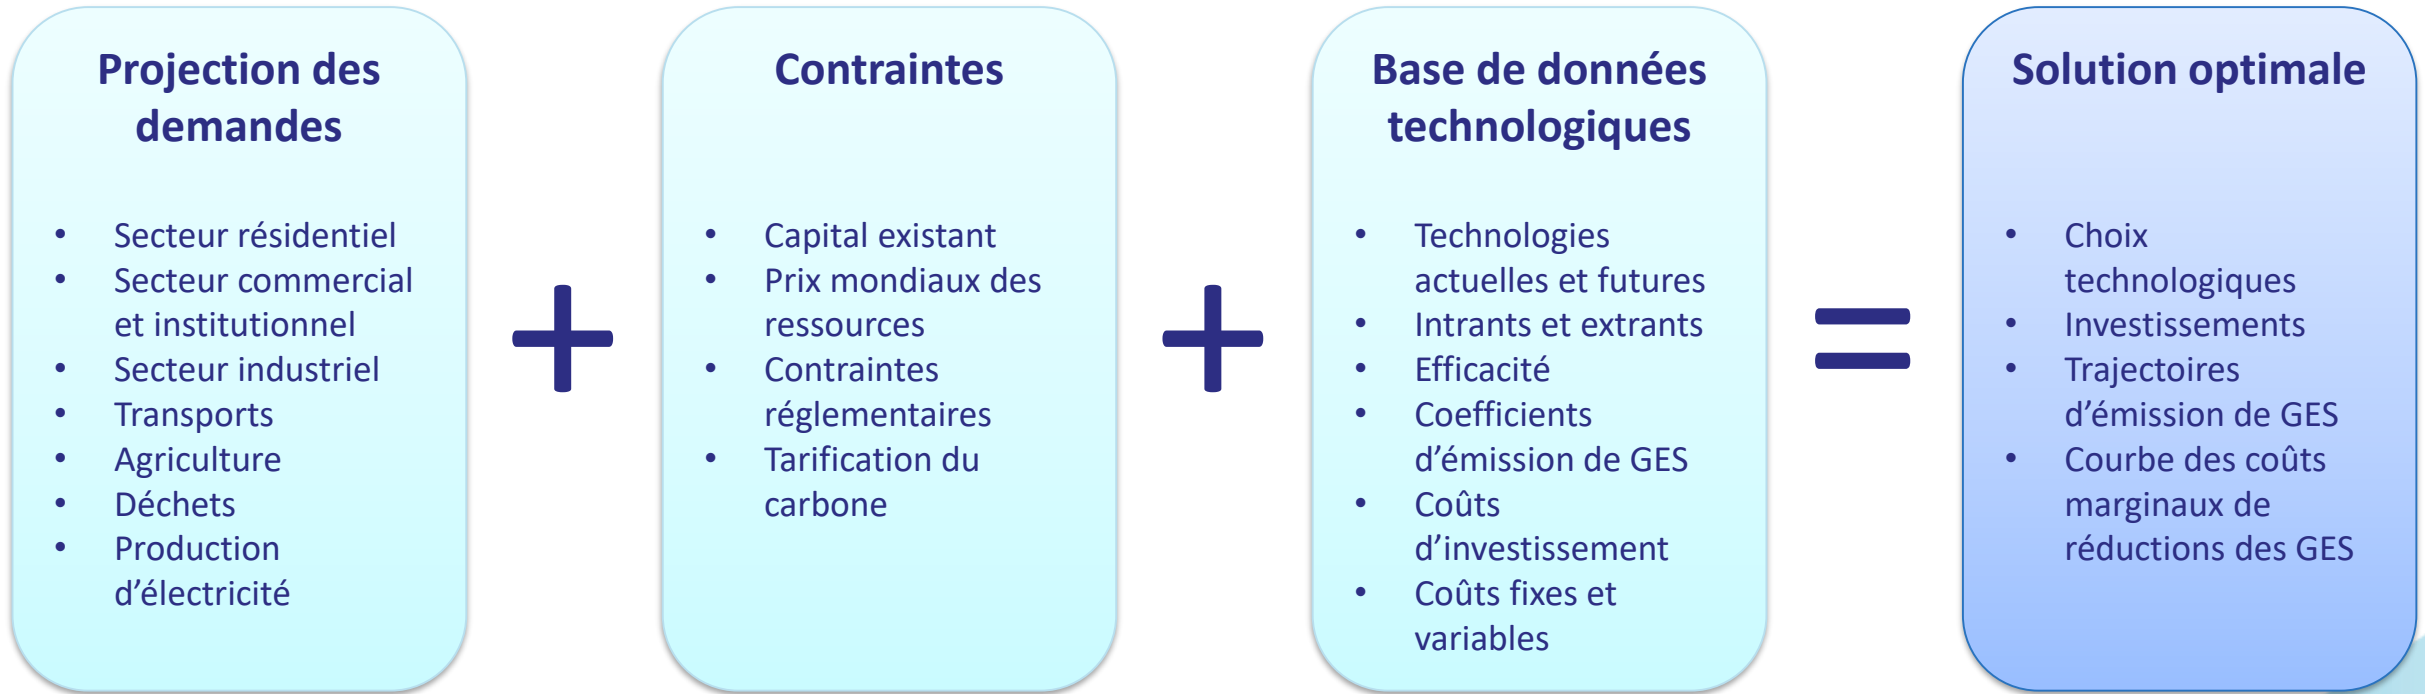 Projection des
demandes
• Secteur résidentiel
• Secteur commercial
et institutionnel
• Secteur industriel
• Transports
• Agriculture
• Déchets
• Production
d’électricité
+
Contraintes
• Capital existant
• Prix mondiaux des
ressources
• Contraintes
réglementaires
• Tarification du
carbone
+
Base de données
technologiques
• Technologies
actuelles et futures
• Intrants et extrants
• Efficacité
• Coefficients
d’émission de GES
• Coûts
d’investissement
• Coûts fixes et
variables
=
Solution optimale
• Choix
technologiques
• Investissements
• Trajectoires
d’émission de GES
• Courbe des coûts
marginaux de
réductions des GES